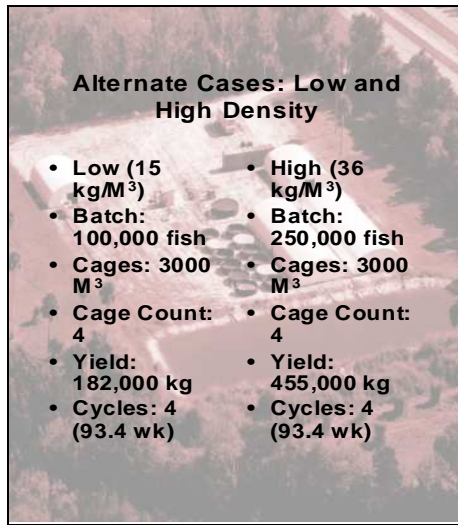 Alternate Cases: Low and
High Density
• Low (15
kg/M³)
• Batch:
100,000 fish
• Cages: 3000
M³
• Cage Count:
4
• Yield:
182,000 kg
• Cycles: 4
(93.4 wk)
• High (36
kg/M³)
• Batch:
250,000 fish
• Cages: 3000
M³
• Cage Count:
4
• Yield:
455,000 kg
• Cycles: 4
(93.4 wk)